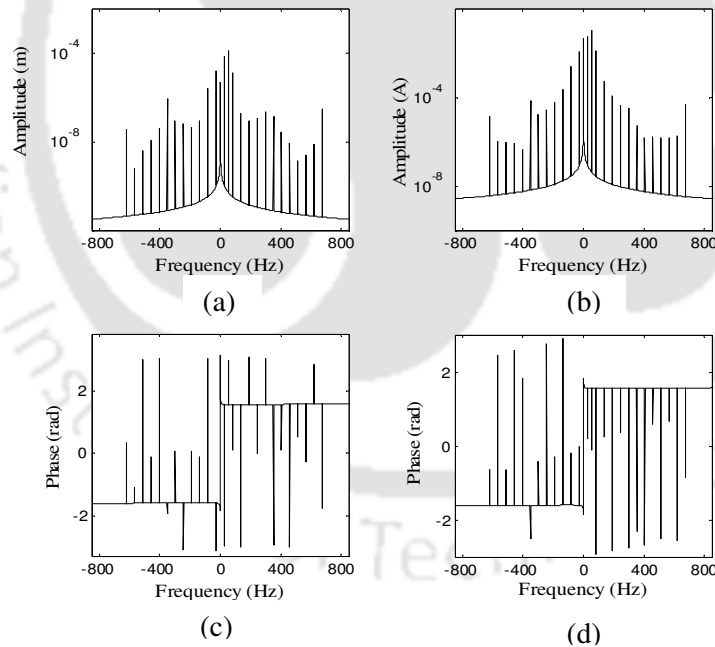 Amplitude (m)
10⁻⁴
10⁻⁸
-800 -400 0 400 800
Frequency (Hz)
(a)
Amplitude (A)
10⁻⁴
10⁻⁸
-800 -400 0 400 800
Frequency (Hz)
(b)
Phase (rad)
2
0
-2
-800 -400 0 400 800
Frequency (Hz)
(c)
Phase (rad)
2
0
-2
-800 -400 0 400 800
Frequency (Hz)
(d)